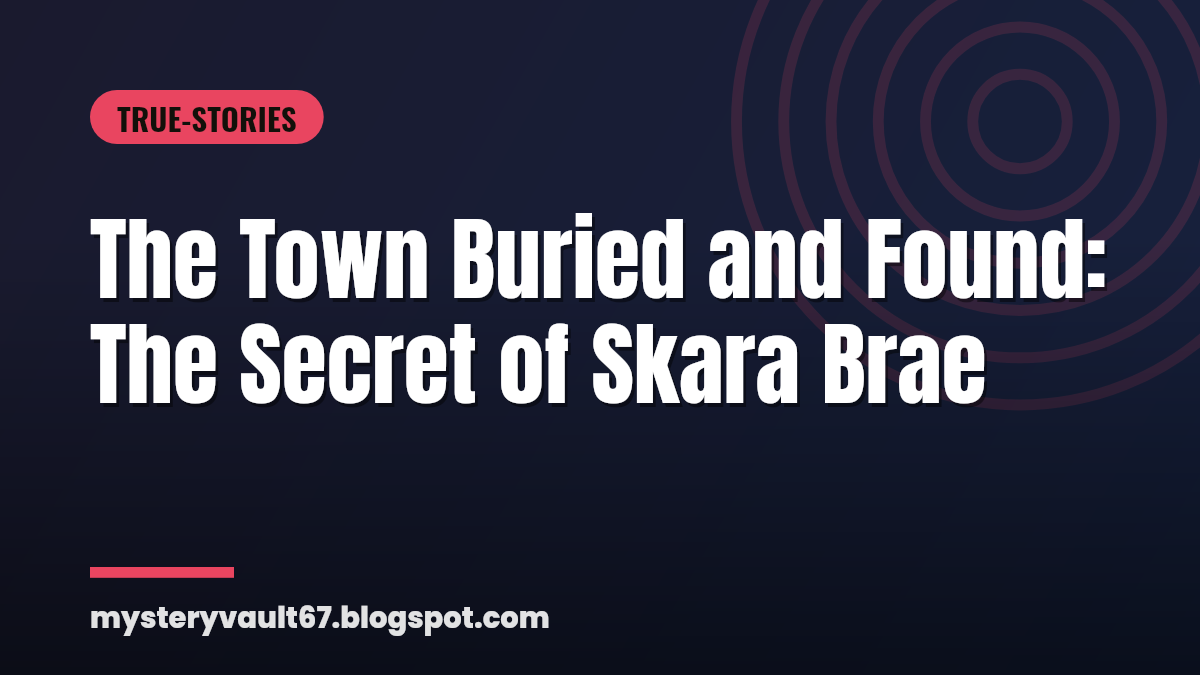 TRUE-STORIES
The Town Buried and Found:
The Secret of Skara Brae
mysteryvault67.blogspot.com